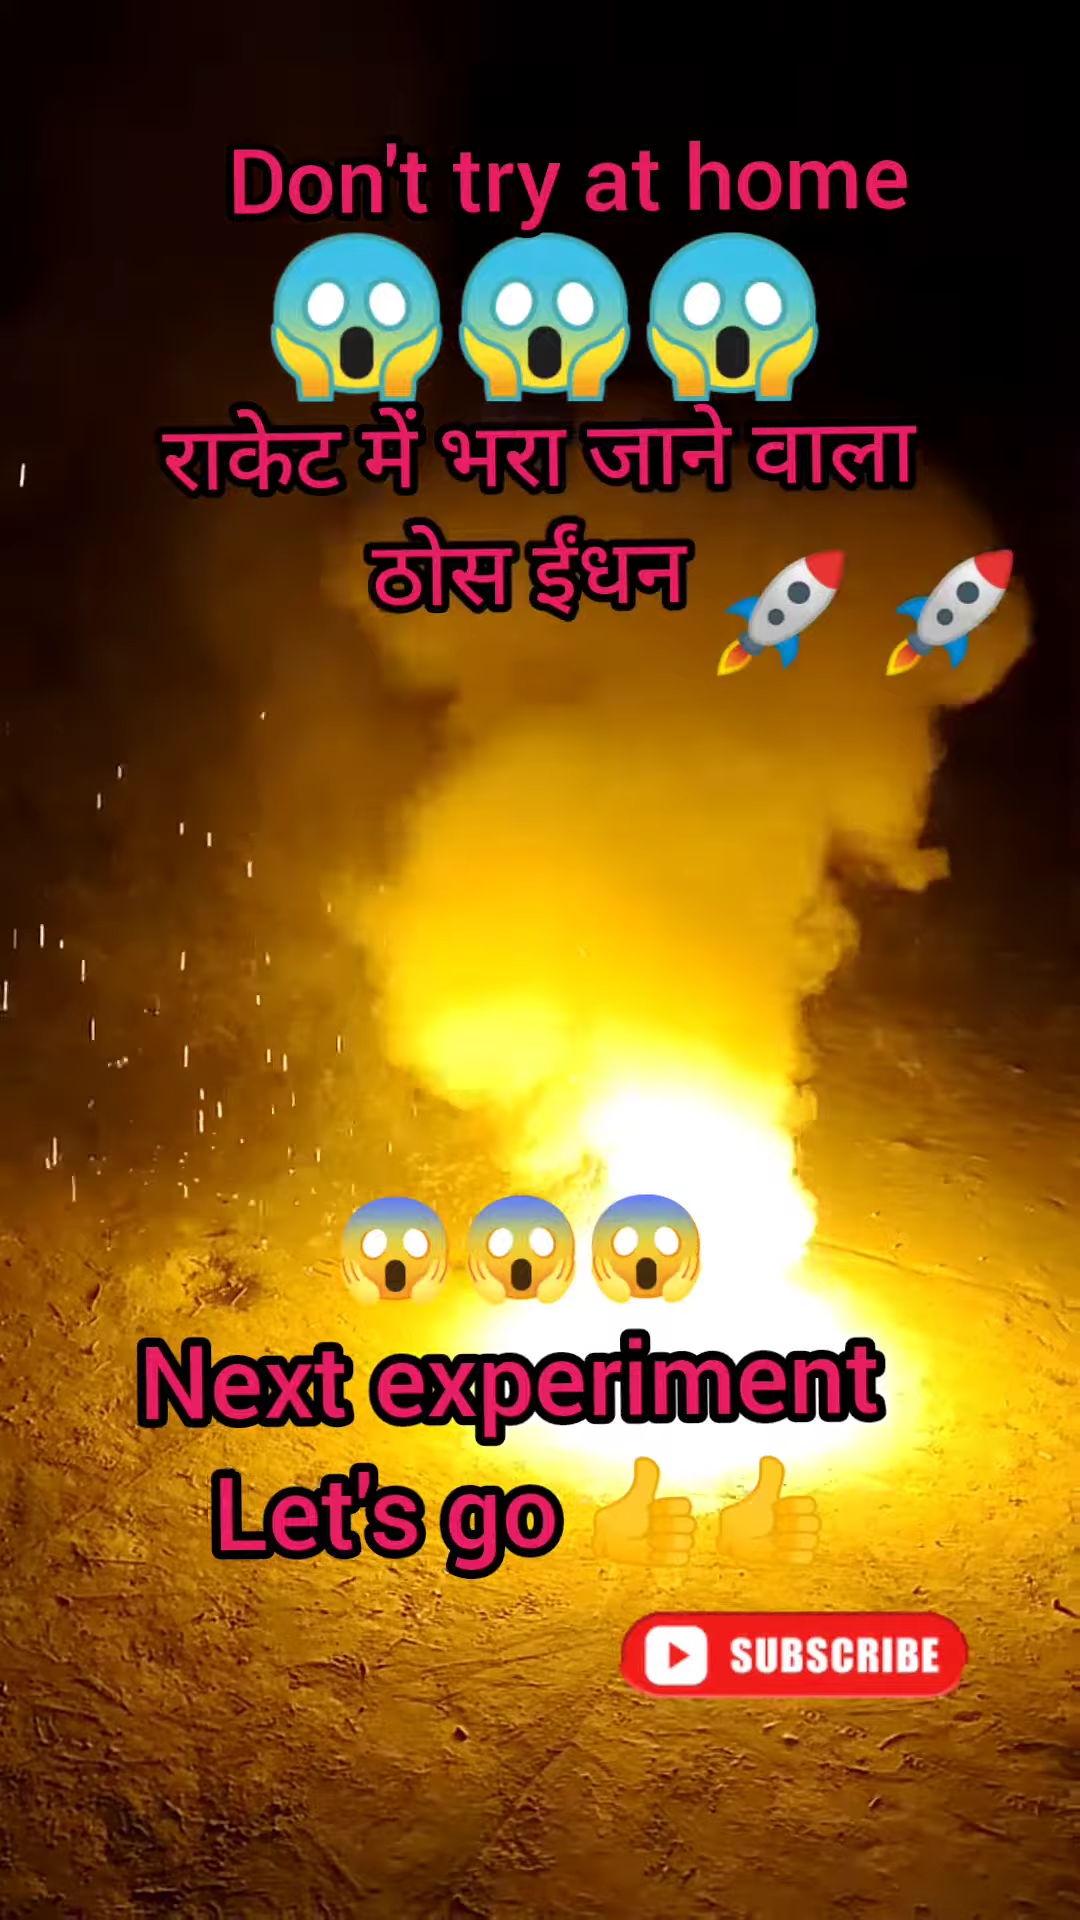 Don't try at home
राकेट में भरा जाने वाला
ठोस ईंधन
Next experiment
Let's go
SUBSCRIBE